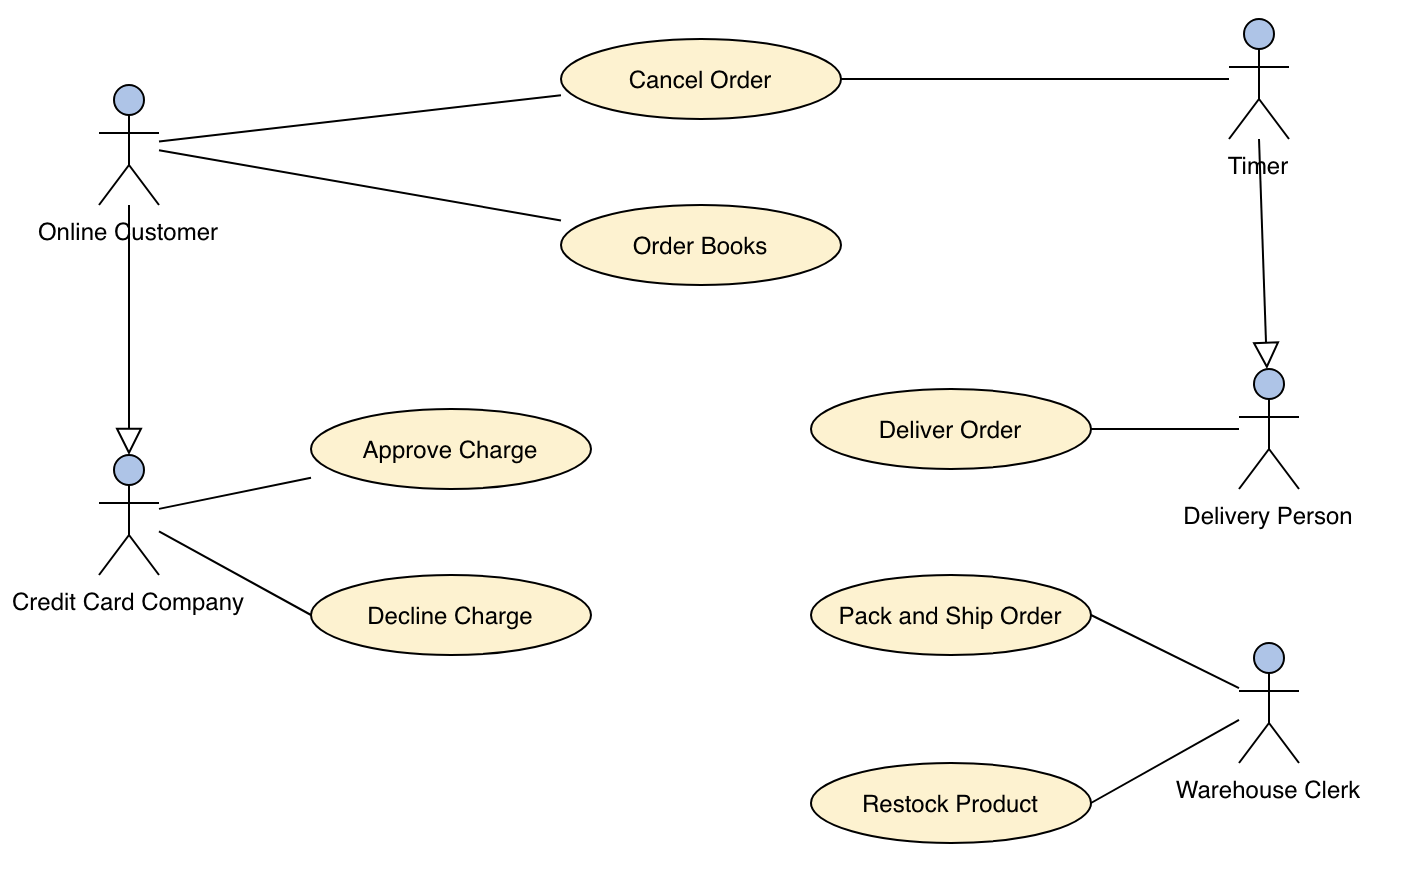 Cancel Order
Timer
Online Customer
Order Books
Approve Charge
Deliver Order
Delivery Person
Credit Card Company
Decline Charge
Pack and Ship Order
Warehouse Clerk
Restock Product